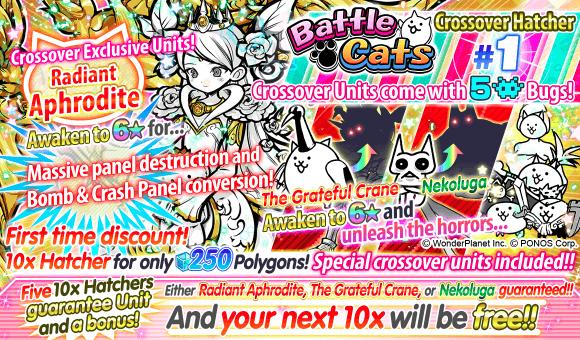 Crossover Exclusive Units!
Radiant
Aphrodite
Awaken to 6★ for...
Massive panel destruction and
Bomb & Crash Panel conversion!
First time discount!
10x Hatcher for only 250 Polygons!
Battle
Cats
Crossover Hatcher
#1
Crossover Units come with 5 Bugs!
The Grateful Crane
Nekoluga
Awaken to 6★ and
unleash the horrors...
© WonderPlanet Inc. © PONOS Corp.
Special crossover units included!!
Five 10x Hatchers
guarantee Unit
and a bonus!
Either Radiant Aphrodite, The Grateful Crane, or Nekoluga guaranteed!!
And your next 10x will be free!!